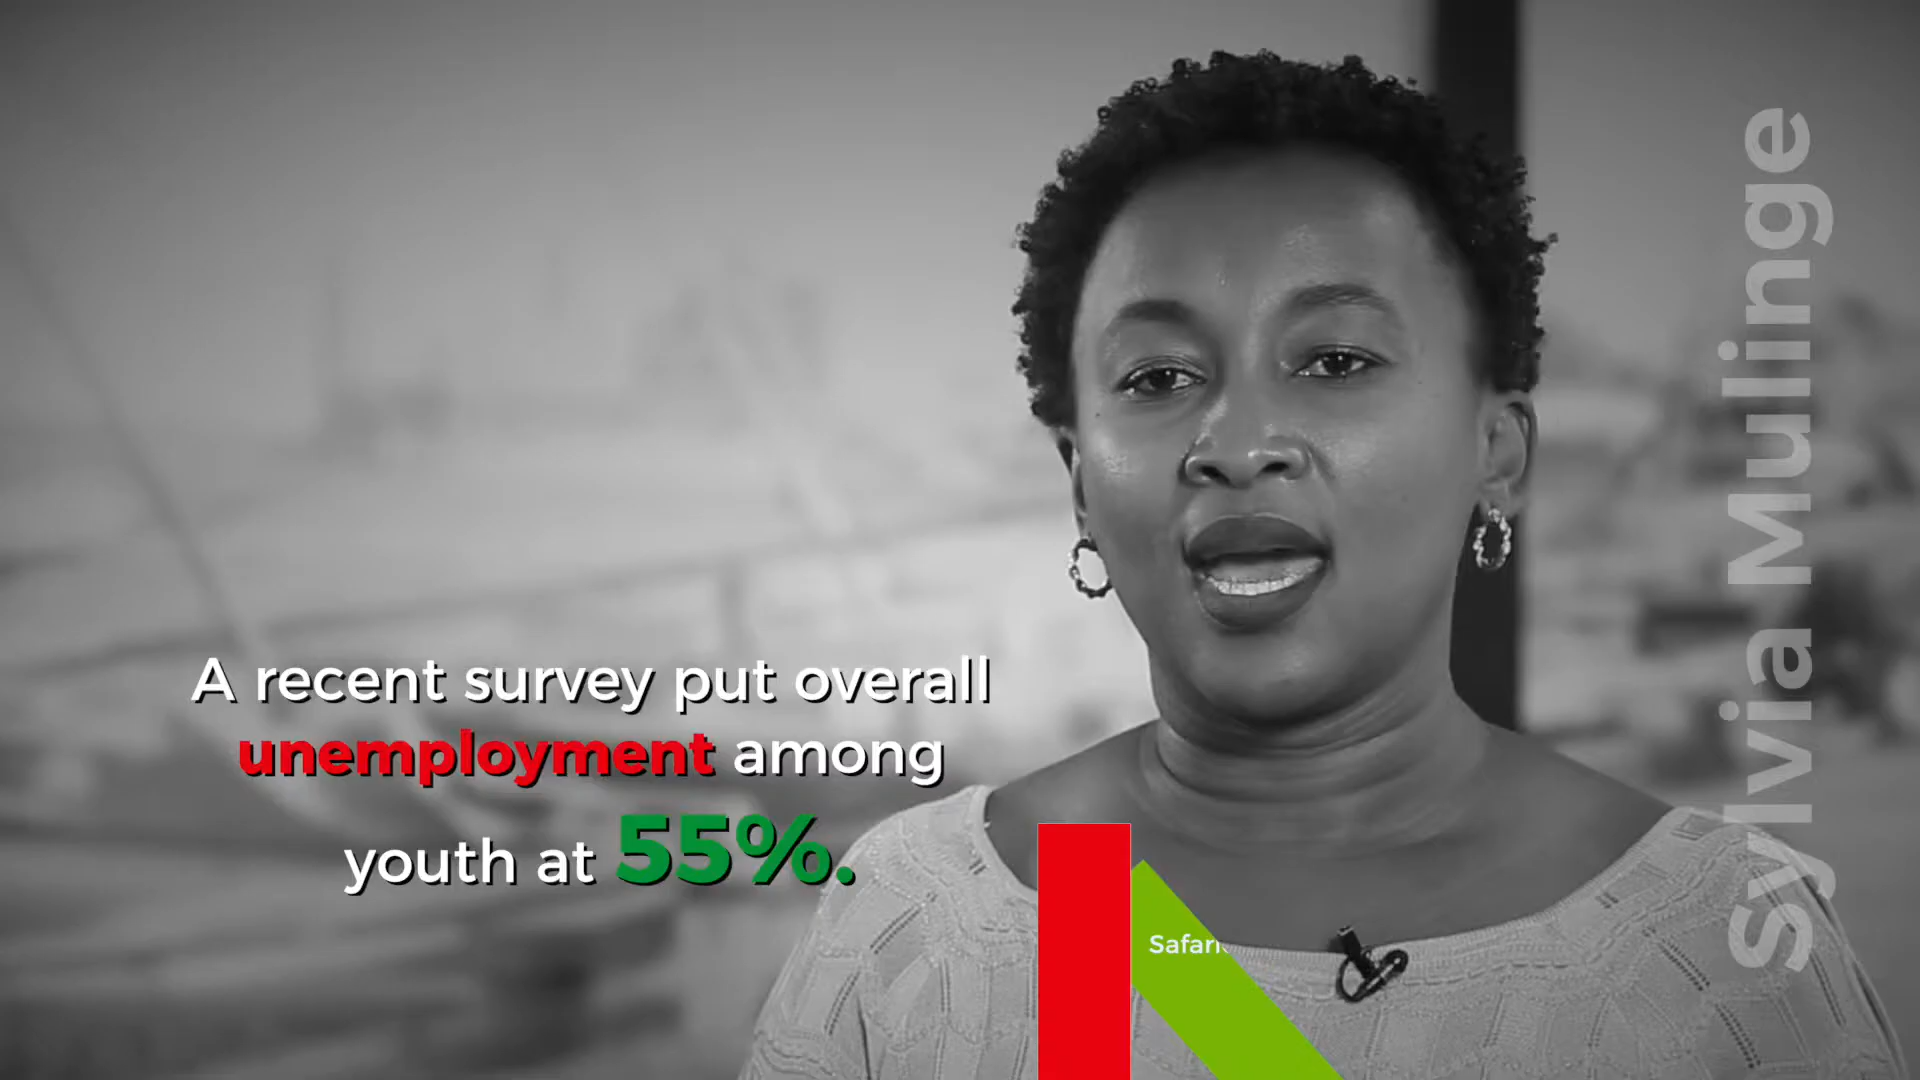 A recent survey put overall
unemployment among
youth at 55%.
Sylvia Mulinge